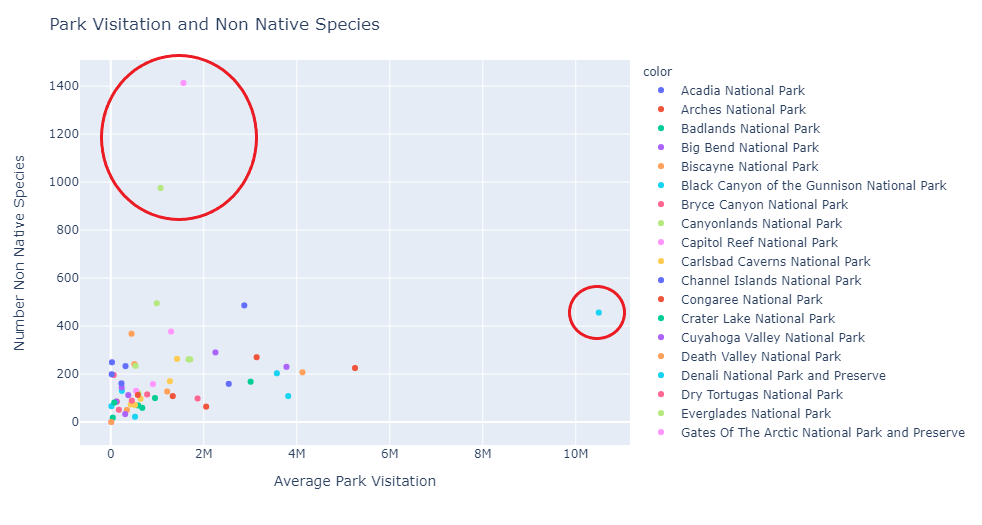 Park Visitation and Non Native Species
color
Acadia National Park
Arches National Park
Badlands National Park
Big Bend National Park
Biscayne National Park
Black Canyon of the Gunnison National Park
Bryce Canyon National Park
Canyonlands National Park
Capitol Reef National Park
Carlsbad Caverns National Park
Channel Islands National Park
Congaree National Park
Crater Lake National Park
Cuyahoga Valley National Park
Death Valley National Park
Denali National Park and Preserve
Dry Tortugas National Park
Everglades National Park
Gates Of The Arctic National Park and Preserve
Number Non Native Species
1400
1200
1000
800
600
400
200
0
0 2M 4M 6M 8M 10M
Average Park Visitation